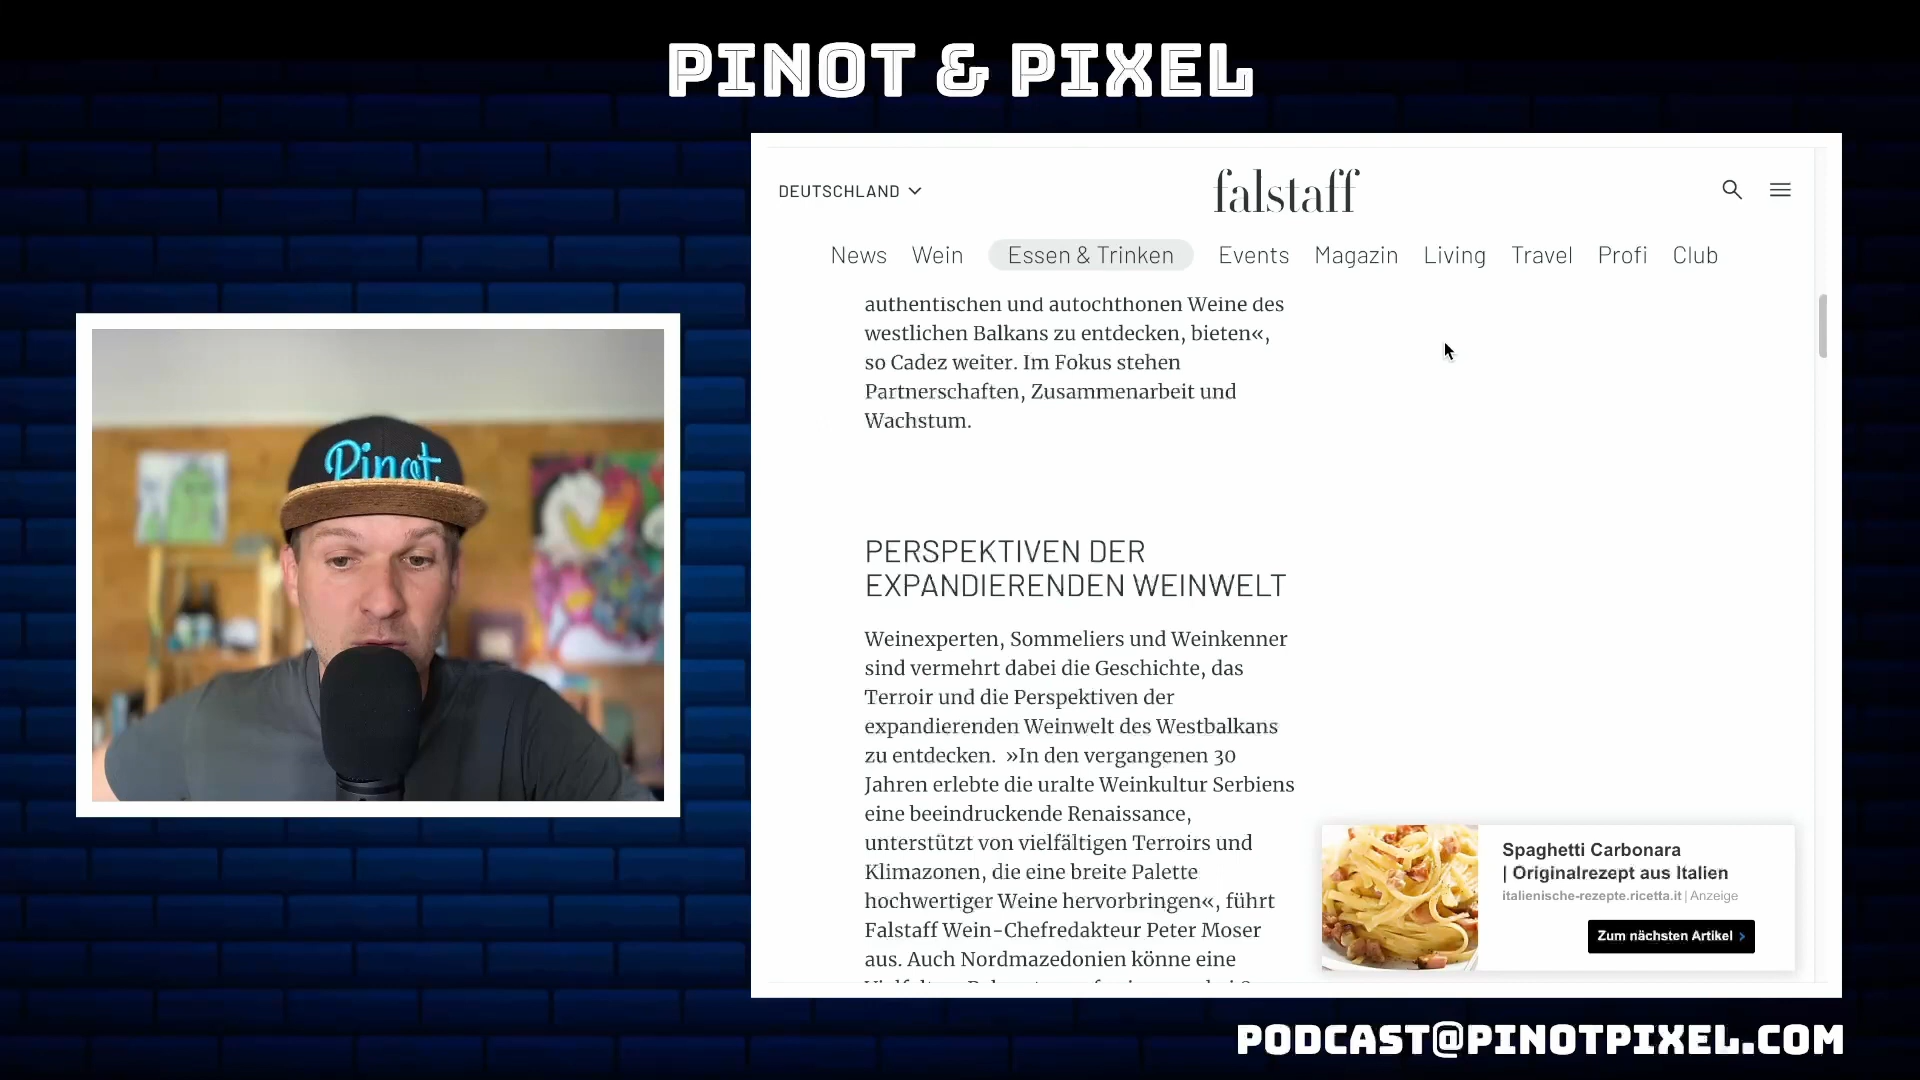 PINOT & PIXEL
DEUTSCHLAND
falstaff
News Wein Essen & Trinken Events Magazin Living Travel Profi Club
authentischen und autochthonen Weine des
westlichen Balkans zu entdecken, bieten«,
so Cadez weiter. Im Fokus stehen
Partnerschaften, Zusammenarbeit und
Wachstum.
PERSPEKTIVEN DER
EXPANDIERENDEN WEINWELT
Weinexperten, Sommeliers und Weinkenner
sind vermehrt dabei die Geschichte, das
Terroir und die Perspektiven der
expandierenden Weinwelt des Westbalkans
zu entdecken. »In den vergangenen 30
Jahren erlebte die uralte Weinkultur Serbiens
eine beeindruckende Renaissance,
unterstützt von vielfältigen Terroirs und
Klimazonen, die eine breite Palette
hochwertiger Weine hervorbringen«, führt
Falstaff Wein-Chefredakteur Peter Moser
aus. Auch Nordmazedonien könne eine
Spaghetti Carbonara
| Originalrezept aus Italien
italienische-rezepte.ricetta.it | Anzeige
Zum nächsten Artikel
Pinot
PODCAST@PINOTPIXEL.COM